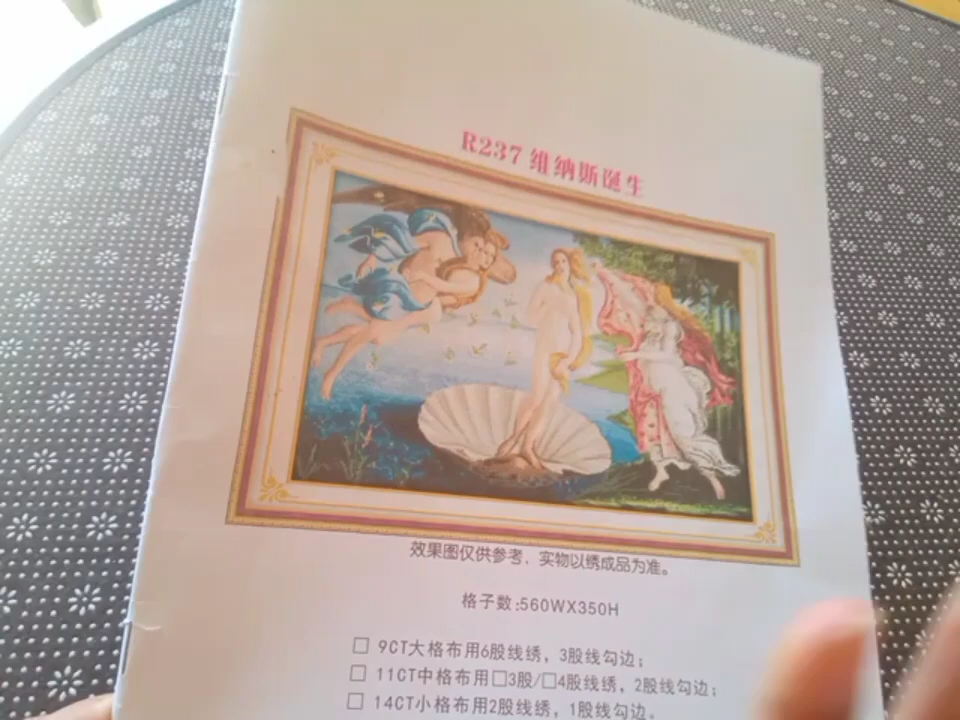 R237 维纳斯诞生
效果图仅供参考，实物以绣成品为准。
格子数:560WX350H
□ 9CT大格布用6股线绣，3股线勾边；
□ 11CT中格布用□3股/□4股线绣，2股线勾边；
□ 14CT小格布用2股线绣，1股线勾边。